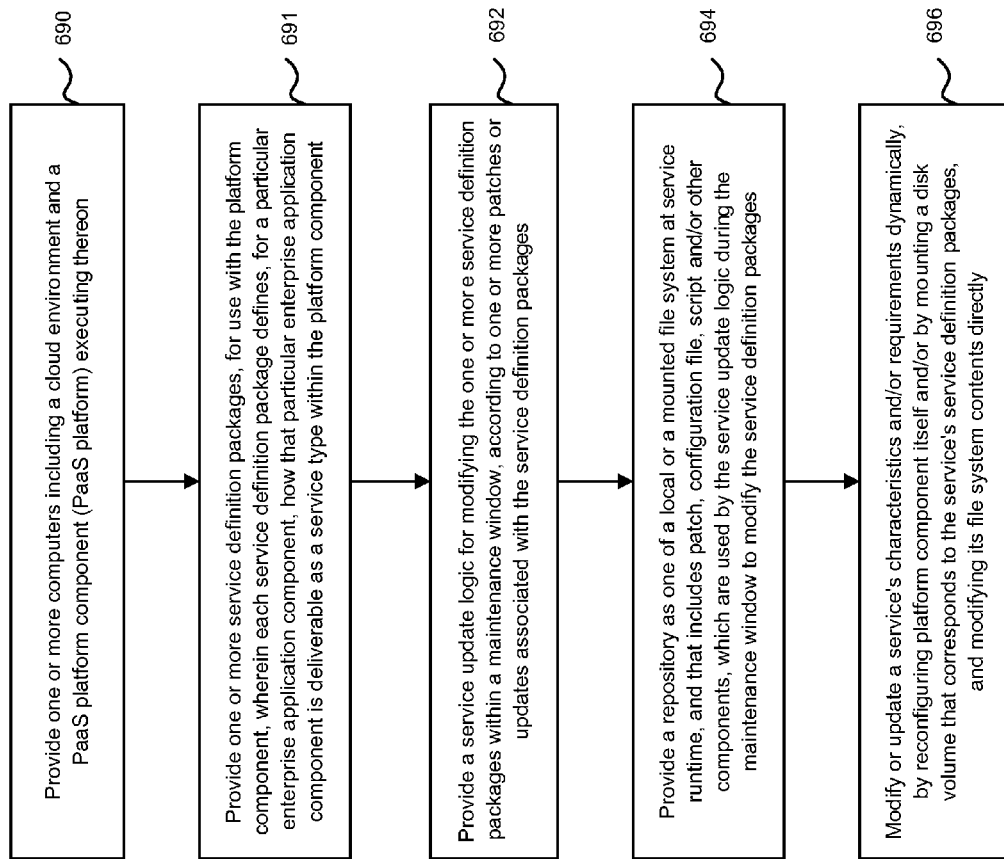 Provide one or more computers including a cloud environment and a
PaaS platform component (PaaS platform) executing thereon
690
Provide one or more service definition packages, for use with the platform
component, wherein each service definition package defines, for a particular
enterprise application component, how that particular enterprise application
component is deliverable as a service type within the platform component
691
Provide a service update logic for modifying the one or more service definition
packages within a maintenance window, according to one or more patches or
updates associated with the service definition packages
692
Provide a repository as one of a local or a mounted file system at service
runtime, and that includes patch, configuration file, script and/or other
components, which are used by the service update logic during the
maintenance window to modify the service definition packages
694
Modify or update a service's characteristics and/or requirements dynamically,
by reconfiguring platform component itself and/or by mounting a disk
volume that corresponds to the service's service definition packages,
and modifying its file system contents directly
696